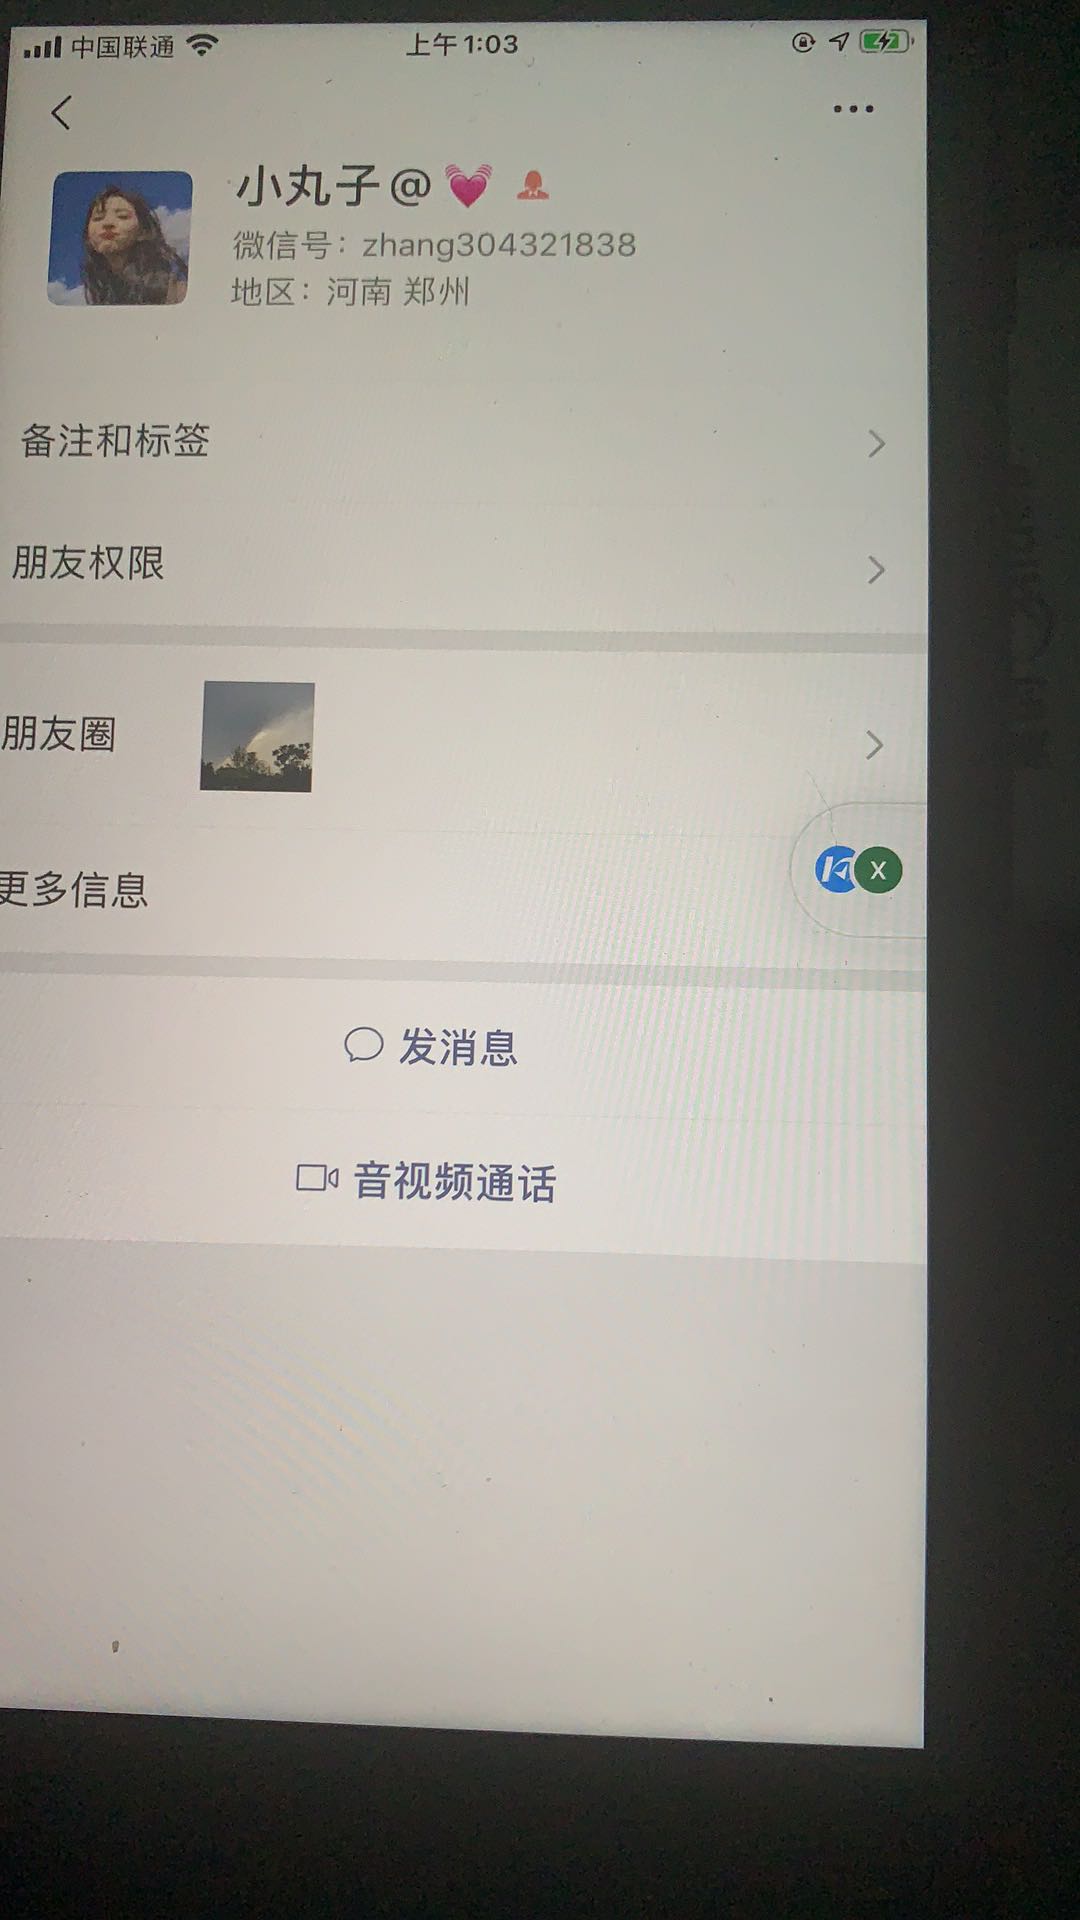 中国联通
上午1:03
小丸子@💓
微信号：zhang304321838
地区：河南 郑州
备注和标签
朋友权限
朋友圈
X
更多信息
发消息
音视频通话